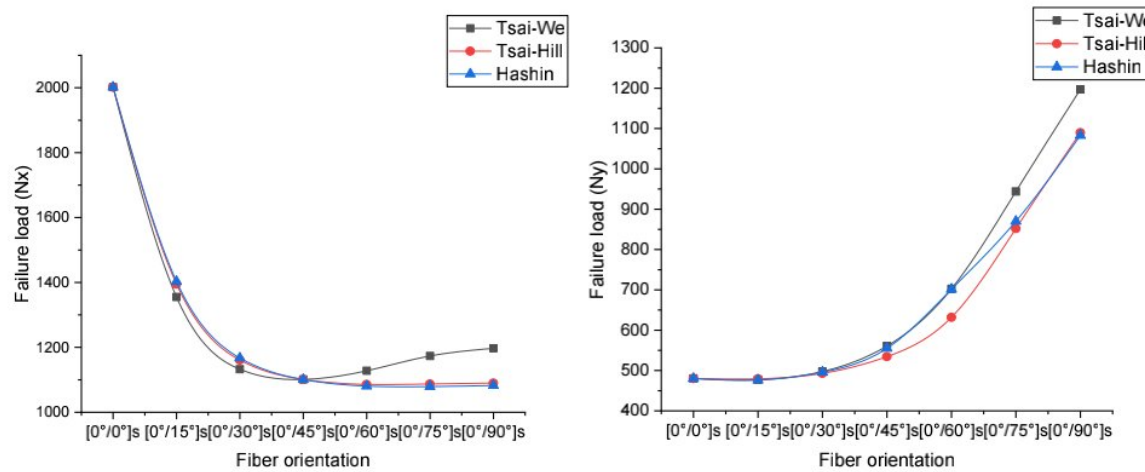 Tsai-We
Tsai-Hill
Hashin
2000
1800
1600
1400
1200
1000
Failure load (Nx)
[0°/0°]s [0°/15°]s[0°/30°]s[0°/45°]s[0°/60°]s[0°/75°]s[0°/90°]s
Fiber orientation
Tsai-We
Tsai-Hil
Hashin
1300
1200
1100
1000
900
800
700
600
500
400
Failure load (Ny)
[0°/0°]s [0°/15°]s[0°/30°]s[0°/45°]s[0°/60°]s[0°/75°]s[0°/90°]s
Fiber orientation